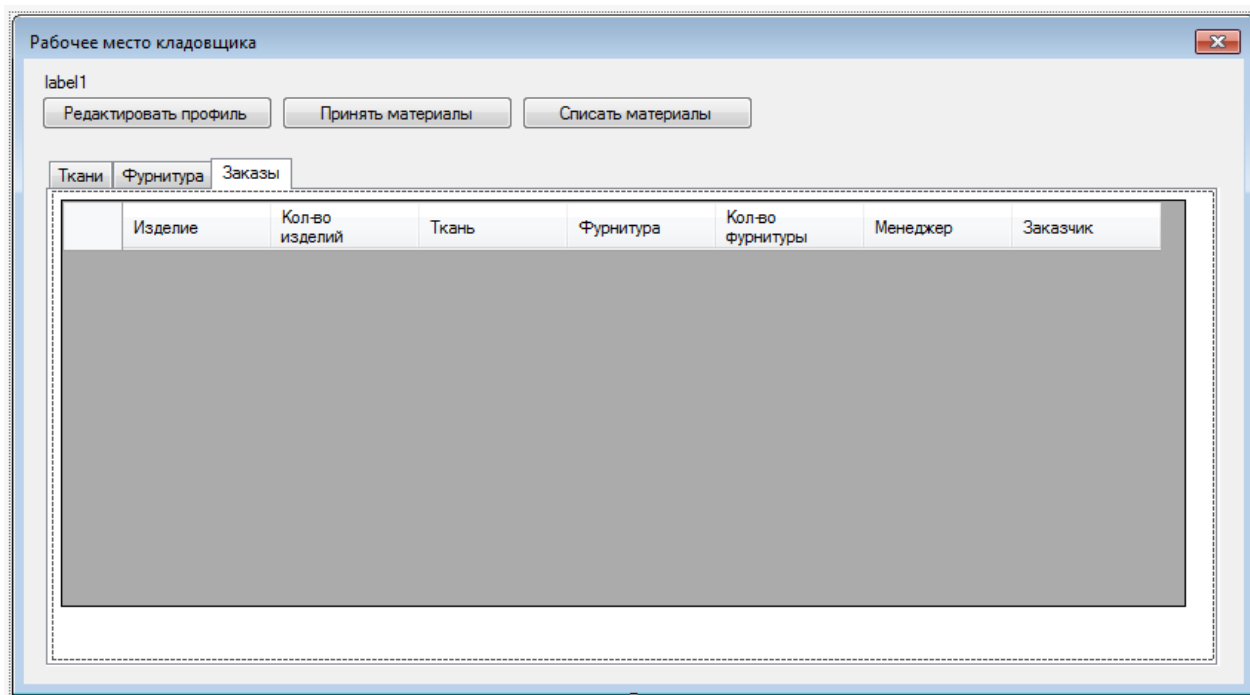 Рабочее место кладовщика
label1
Редактировать профиль Принять материалы Списать материалы
Ткани Фурнитура Заказы
Изделие Кол-во изделий Ткань Фурнитура Кол-во фурнитуры Менеджер Заказчик